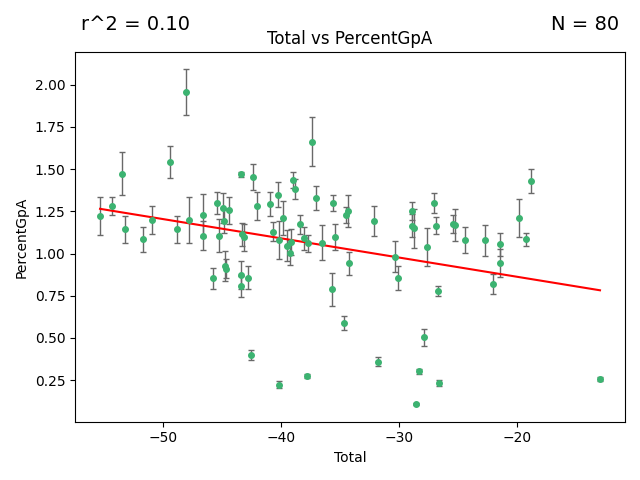 r^2 = 0.10
N = 80
Total vs PercentGpA
PercentGpA
2.00
1.75
1.50
1.25
1.00
0.75
0.50
0.25
−50
−40
−30
−20
Total